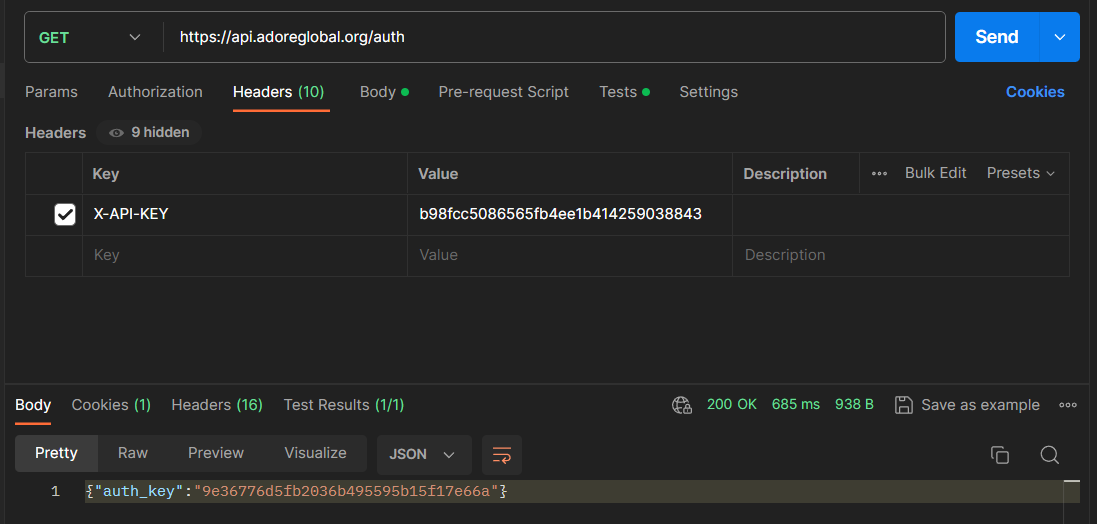 GET https://api.adoreglobal.org/auth Send
Params Authorization Headers (10) Body Pre-request Script Tests Settings Cookies
Headers 9 hidden
Key Value Description Bulk Edit Presets
X-API-KEY b98fcc5086565fb4ee1b414259038843
Key Value Description
Body Cookies (1) Headers (16) Test Results (1/1) 200 OK 685 ms 938 B Save as example
Pretty Raw Preview Visualize JSON
1 {"auth_key":"9e36776d5fb2036b495595b15f17e66a"}